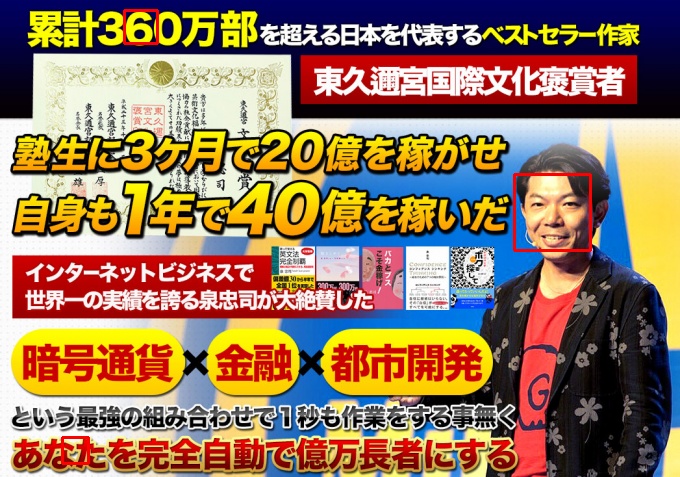 累計360万部を超える日本を代表するベストセラー作家
東久邇宮国際文化褒賞者
塾生に3ヶ月で20億を稼がせ
自身も1年で40億を稼いだ
インターネットビジネスで
世界一の実績を誇る泉忠司が大絶賛した
暗号通貨×金融×都市開発
という最強の組み合わせで1秒も作業をする事無く
あなたを完全自動で億万長者にする
英文法
完全制覇